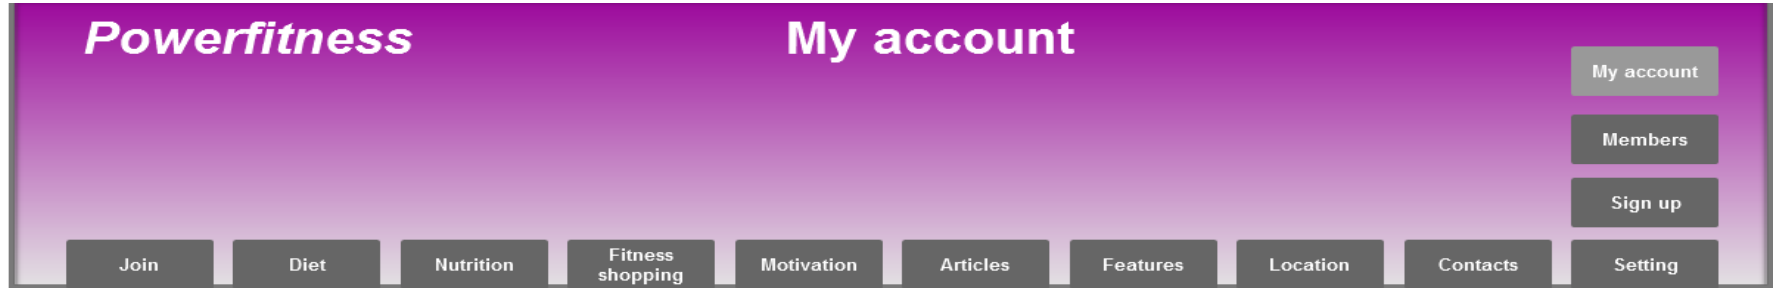 Powerfitness
My account
My account
Members
Sign up
Join
Diet
Nutrition
Fitness
shopping
Motivation
Articles
Features
Location
Contacts
Setting